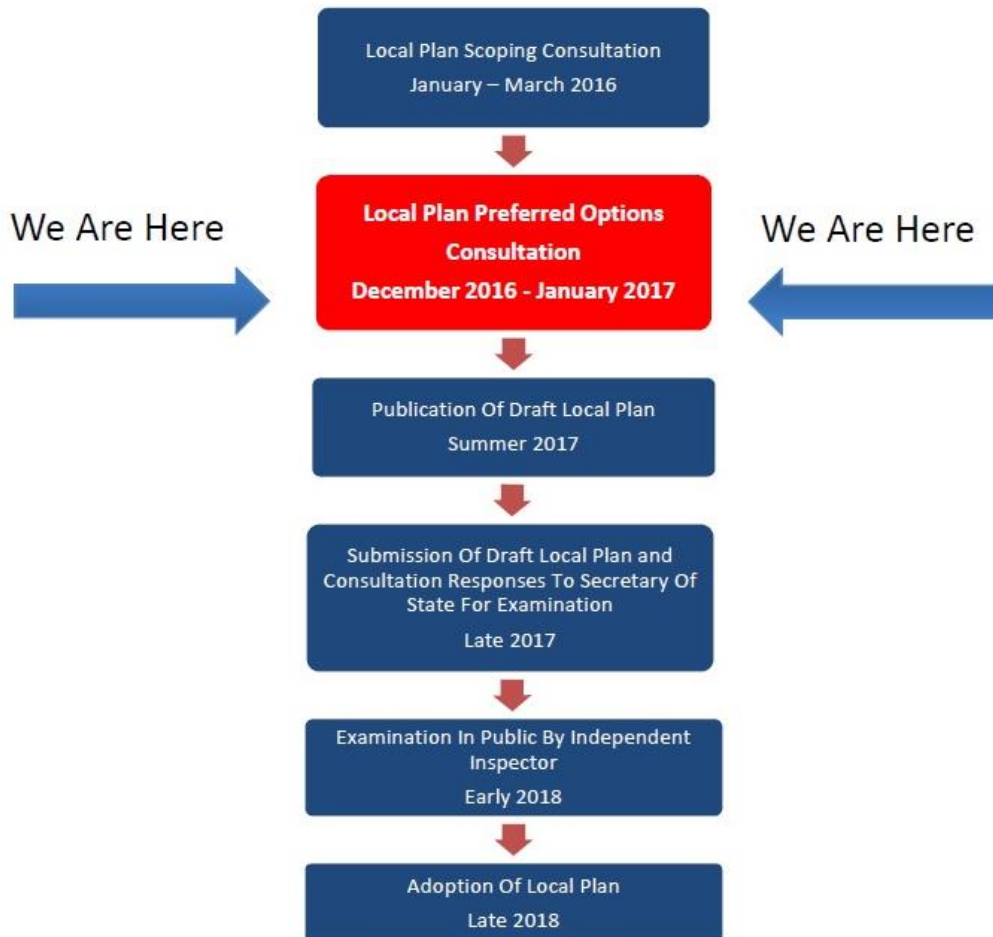 Local Plan Scoping Consultation
January – March 2016
We Are Here
Local Plan Preferred Options
Consultation
December 2016 - January 2017
We Are Here
Publication Of Draft Local Plan
Summer 2017
Submission Of Draft Local Plan and
Consultation Responses To Secretary Of
State For Examination
Late 2017
Examination In Public By Independent
Inspector
Early 2018
Adoption Of Local Plan
Late 2018